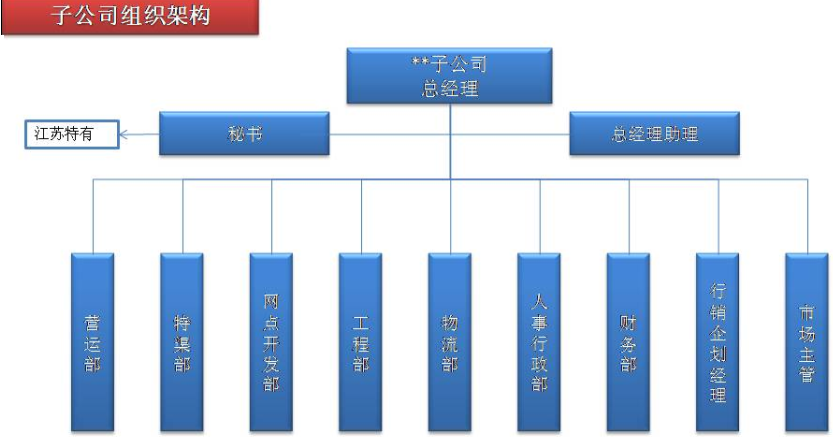 子公司组织架构
**子公司
总经理
江苏特有
秘书
总经理助理
营运部
特渠部
网点开发部
工程部
物流部
人事行政部
财务部
行销企划经理
市场主管